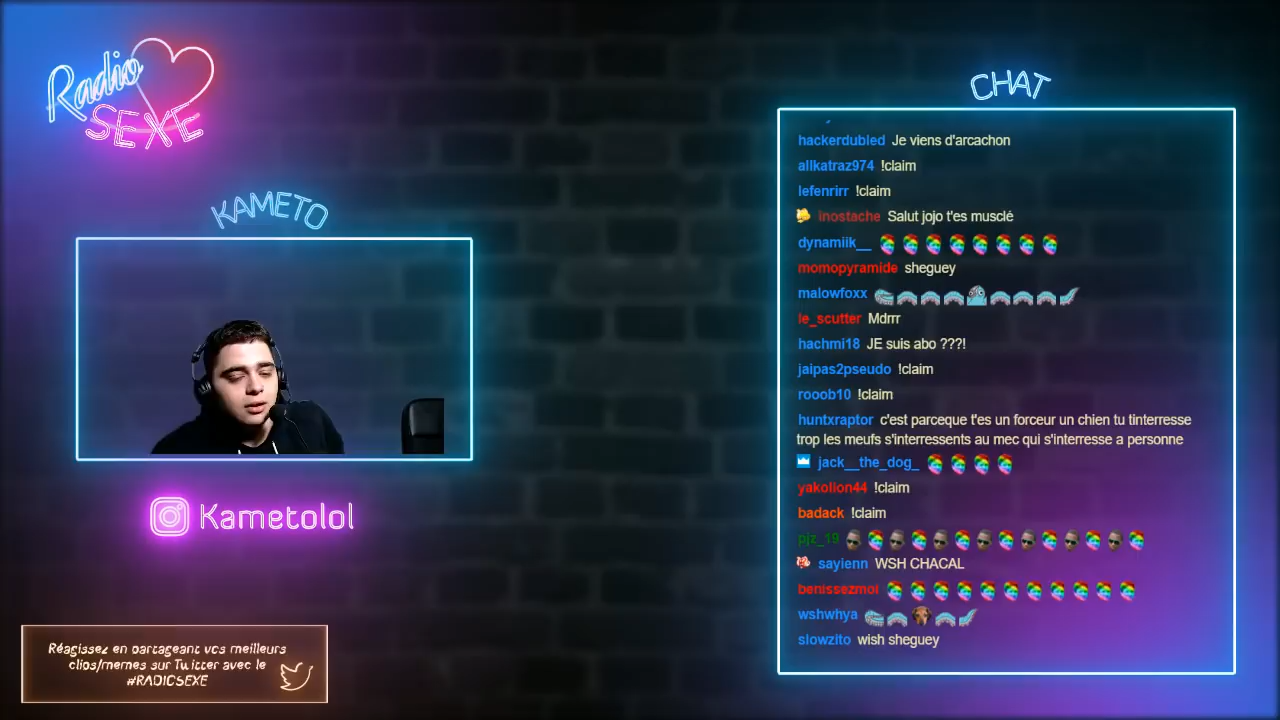 Radio
SEXE
KAMETO
Kametolol
Réagissez en partageant vos meilleurs
clips/memes sur Twitter avec le
#RADIOSEXE
CHAT
hackerdubled Je viens d'arcachon
allkatraz974 !claim
lefenrirr !claim
inostache Salut jojo t'es musclé
dynamiik__
momopyramide sheguey
malowfoxx
le_scutter Mdrrr
hachmi18 JE suis abo ???!
jaipas2pseudo !claim
rooob10 !claim
huntxraptor c'est parceque t'es un forceur un chien tu tinterresse
trop les meufs s'interressents au mec qui s'interresse a personne
jack__the_dog_
yakolion44 !claim
badack !claim
pjz_19
sayienn WSH CHACAL
benissezmoi
wshwhya
slowzito wish sheguey